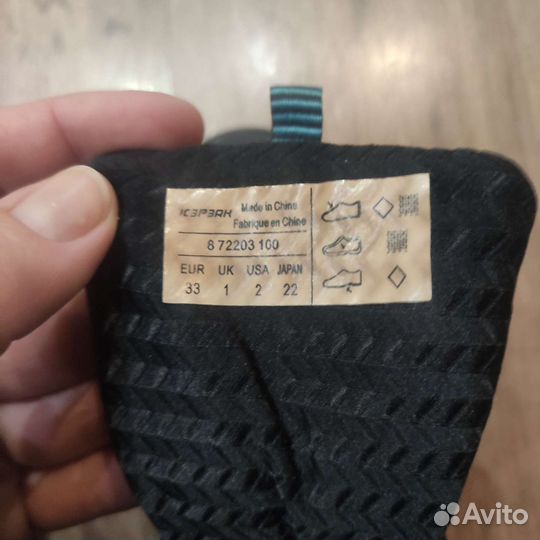 ICEPEAK
Made in China
Fabrique en Chine
8 72203 100
EUR UK USA JAPAN
33 1 2 22
Avito